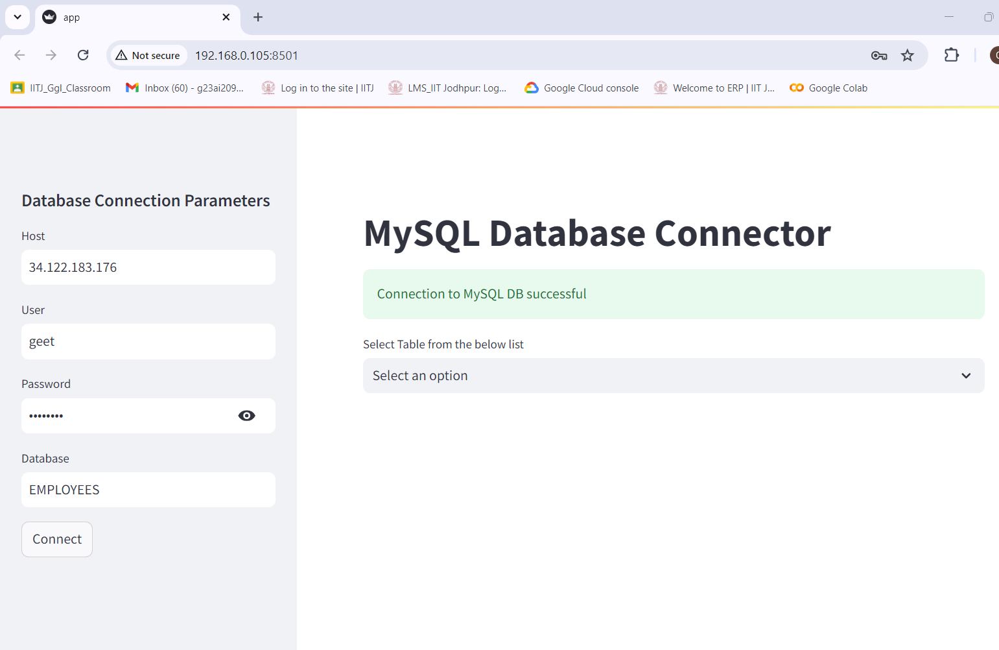 app
Not secure
192.168.0.105:8501
IITJ_Ggl_Classroom
Inbox (60) - g23ai209...
Log in to the site | IITJ
LMS_IIT Jodhpur: Log...
Google Cloud console
Welcome to ERP | IIT J...
Google Colab
Database Connection Parameters
Host
34.122.183.176
User
geet
Password
••••••••
Database
EMPLOYEES
Connect
MySQL Database Connector
Connection to MySQL DB successful
Select Table from the below list
Select an option